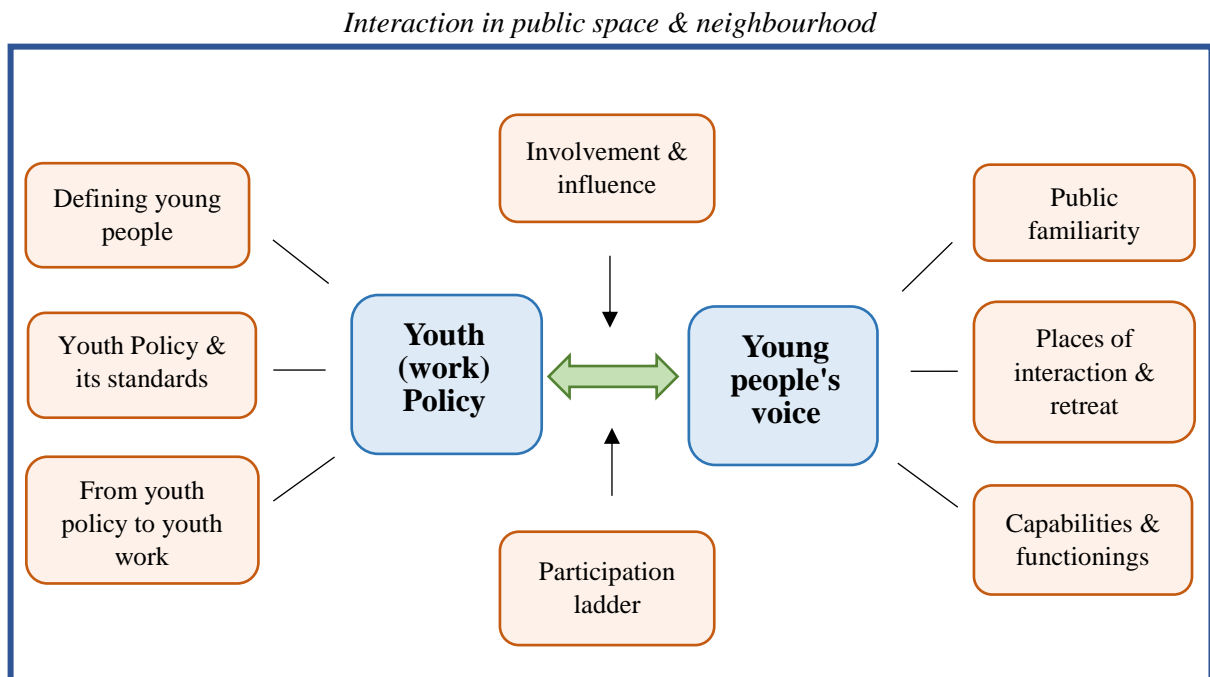 Interaction in public space & neighbourhood
Involvement &
influence
Defining young
people
Public
familiarity
Youth
(work)
Policy
Young
people's
voice
Youth Policy &
its standards
Places of
interaction &
retreat
From youth
policy to youth
work
Capabilities &
functionings
Participation
ladder